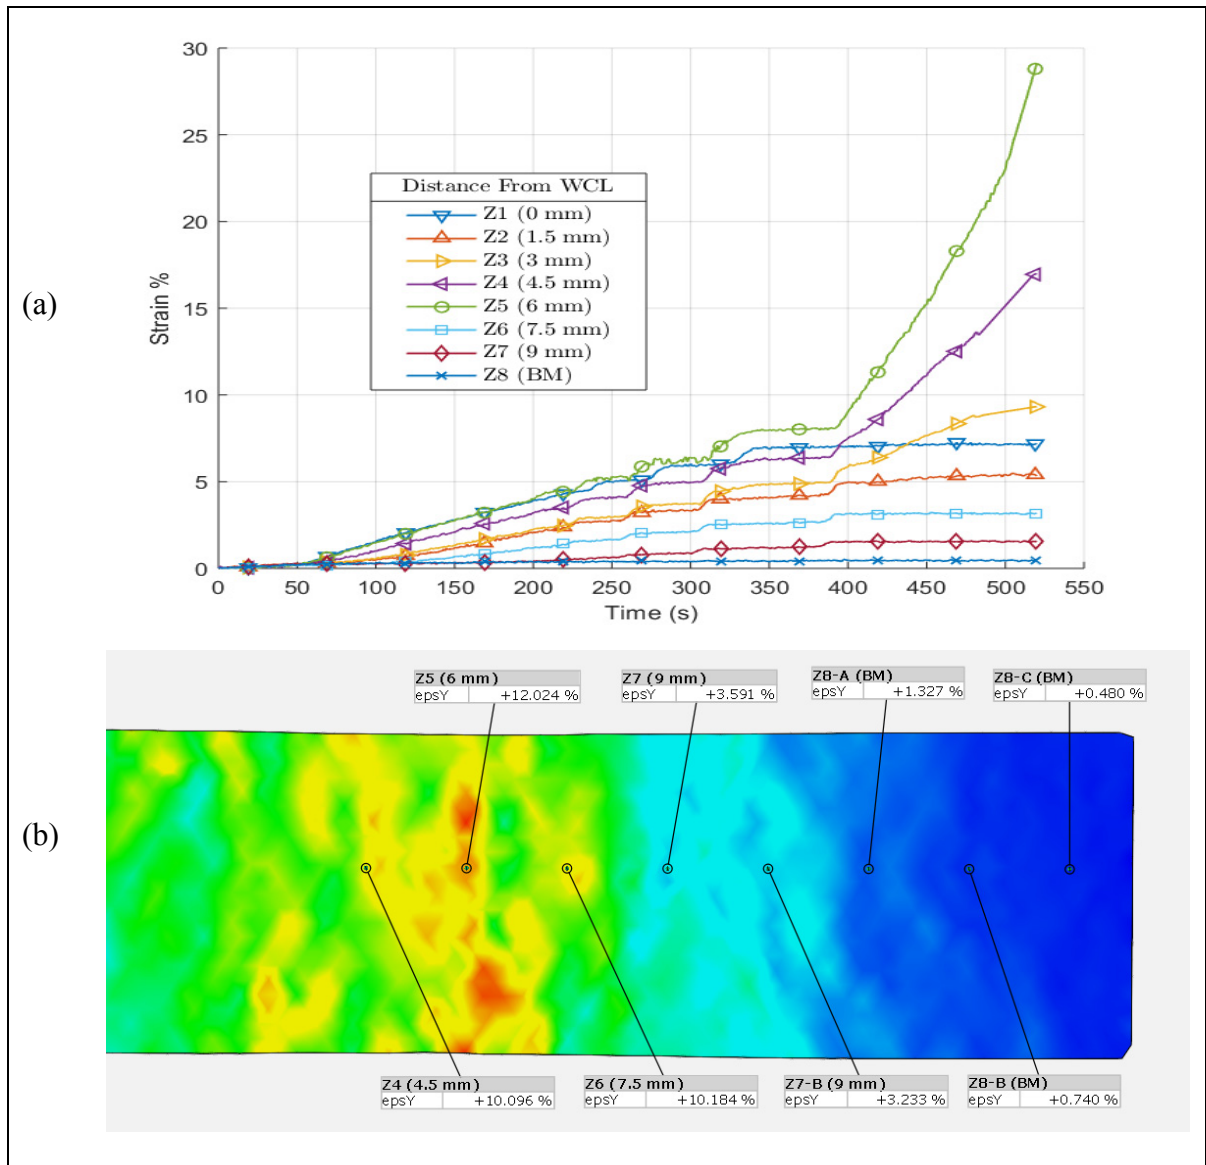 (a)
30
25
20
15
10
5
0
Strain %
Distance From WCL
Z1 (0 mm)
Z2 (1.5 mm)
Z3 (3 mm)
Z4 (4.5 mm)
Z5 (6 mm)
Z6 (7.5 mm)
Z7 (9 mm)
Z8 (BM)
0 50 100 150 200 250 300 350 400 450 500 550
Time (s)
(b)
Z5 (6 mm)
epsY +12.024 %
Z7 (9 mm)
epsY +3.591 %
Z8-A (BM)
epsY +1.327 %
Z8-C (BM)
epsY +0.480 %
Z4 (4.5 mm)
epsY +10.096 %
Z6 (7.5 mm)
epsY +10.184 %
Z7-B (9 mm)
epsY +3.233 %
Z8-B (BM)
epsY +0.740 %